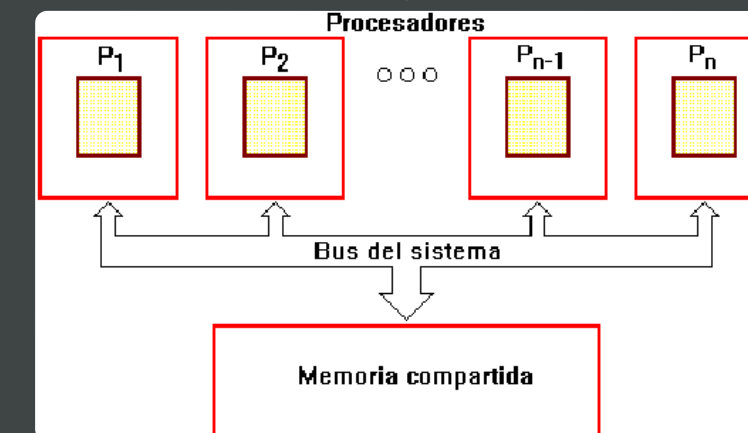 Procesadores
P1 P2 ooo Pn-1 Pn
Bus del sistema
Memoria compartida